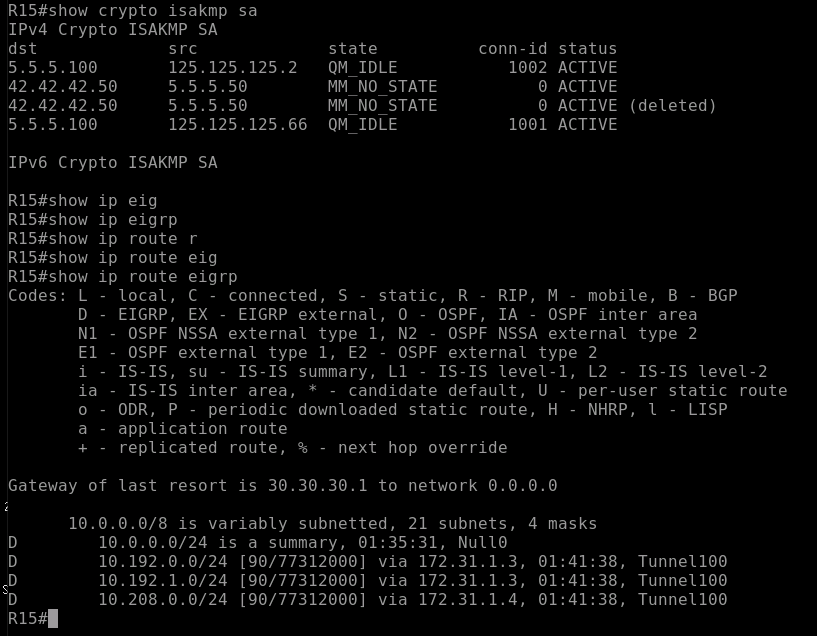 R15#show crypto isakmp sa
IPv4 Crypto ISAKMP SA
dst             src             state          conn-id status
5.5.5.100       125.125.125.2   QM_IDLE           1002 ACTIVE
42.42.42.50     5.5.5.50        MM_NO_STATE          0 ACTIVE
42.42.42.50     5.5.5.50        MM_NO_STATE          0 ACTIVE (deleted)
5.5.5.100       125.125.125.66  QM_IDLE           1001 ACTIVE
IPv6 Crypto ISAKMP SA
R15#show ip eig
R15#show ip eigrp
R15#show ip route r
R15#show ip route eig
R15#show ip route eigrp
Codes: L - local, C - connected, S - static, R - RIP, M - mobile, B - BGP
       D - EIGRP, EX - EIGRP external, O - OSPF, IA - OSPF inter area
       N1 - OSPF NSSA external type 1, N2 - OSPF NSSA external type 2
       E1 - OSPF external type 1, E2 - OSPF external type 2
       i - IS-IS, su - IS-IS summary, L1 - IS-IS level-1, L2 - IS-IS level-2
       ia - IS-IS inter area, * - candidate default, U - per-user static route
       o - ODR, P - periodic downloaded static route, H - NHRP, l - LISP
       a - application route
       + - replicated route, % - next hop override
Gateway of last resort is 30.30.30.1 to network 0.0.0.0
      10.0.0.0/8 is variably subnetted, 21 subnets, 4 masks
D        10.0.0.0/24 is a summary, 01:35:31, Null0
D        10.192.0.0/24 [90/77312000] via 172.31.1.3, 01:41:38, Tunnel100
D        10.192.1.0/24 [90/77312000] via 172.31.1.3, 01:41:38, Tunnel100
D        10.208.0.0/24 [90/77312000] via 172.31.1.4, 01:41:38, Tunnel100
R15#